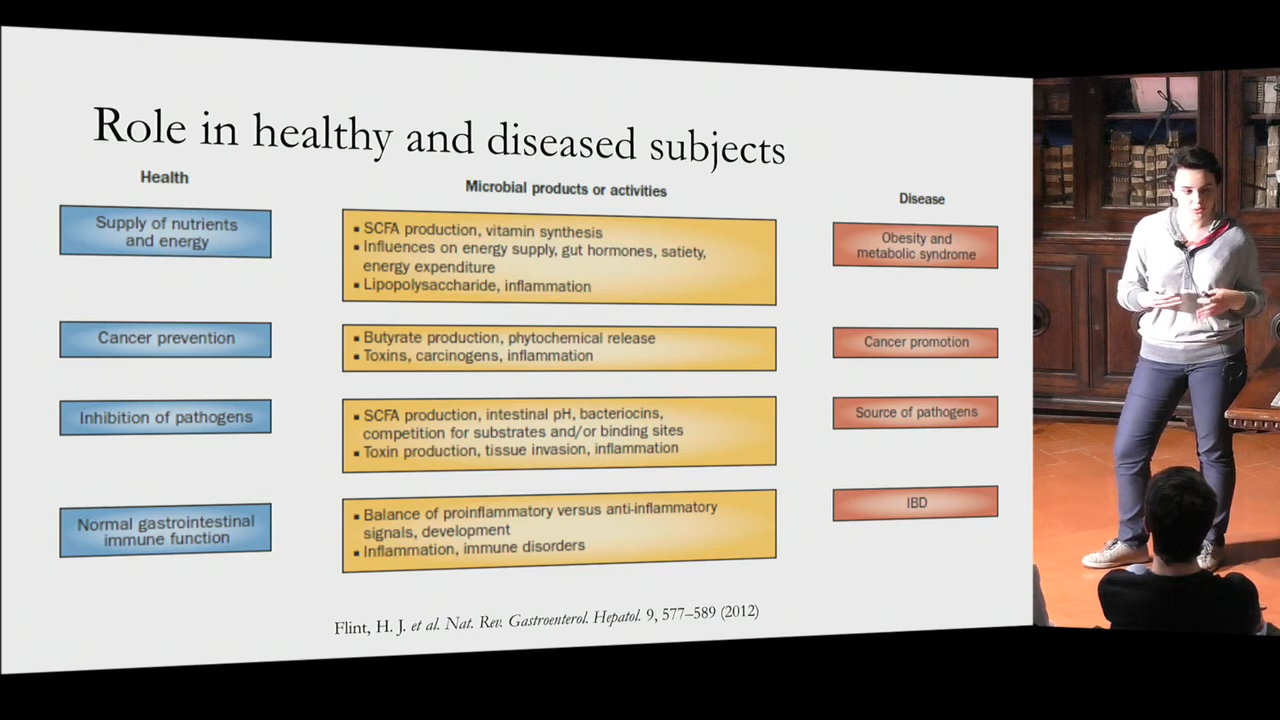 Role in healthy and diseased subjects
Health
Microbial products or activities
Disease
Supply of nutrients
and energy
▪ SCFA production, vitamin synthesis
▪ Influences on energy supply, gut hormones, satiety,
energy expenditure
▪ Lipopolysaccharide, inflammation
Obesity and
metabolic syndrome
Cancer prevention
▪ Butyrate production, phytochemical release
▪ Toxins, carcinogens, inflammation
Cancer promotion
Inhibition of pathogens
▪ SCFA production, intestinal pH, bacteriocins,
competition for substrates and/or binding sites
▪ Toxin production, tissue invasion, inflammation
Source of pathogens
Normal gastrointestinal
immune function
▪ Balance of proinflammatory versus anti-inflammatory
signals, development
▪ Inflammation, immune disorders
IBD
Flint, H. J. et al. Nat. Rev. Gastroenterol. Hepatol. 9, 577–589 (2012)